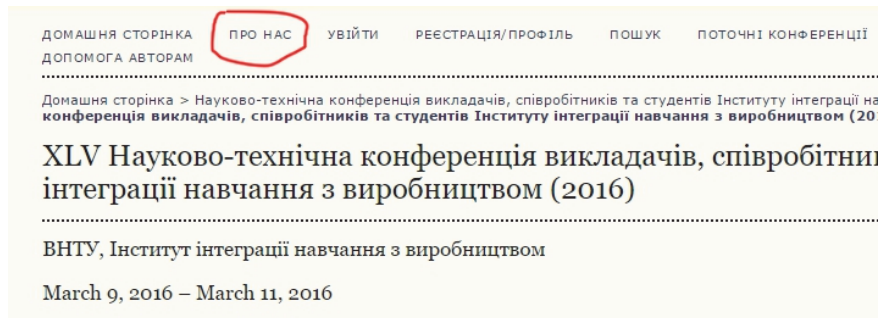 ДОМАШНЯ СТОРІНКА ПРО НАС УВІЙТИ РЕЄСТРАЦІЯ/ПРОФІЛЬ ПОШУК ПОТОЧНІ КОНФЕРЕНЦІЇ
ДОПОМОГА АВТОРАМ
Домашня сторінка > Науково-технічна конференція викладачів, співробітників та студентів Інституту інтеграції на
конференція викладачів, співробітників та студентів Інституту інтеграції навчання з виробництвом (201
XLV Науково-технічна конференція викладачів, співробітни
інтеграції навчання з виробництвом (2016)
ВНТУ, Інститут інтеграції навчання з виробництвом
March 9, 2016 – March 11, 2016